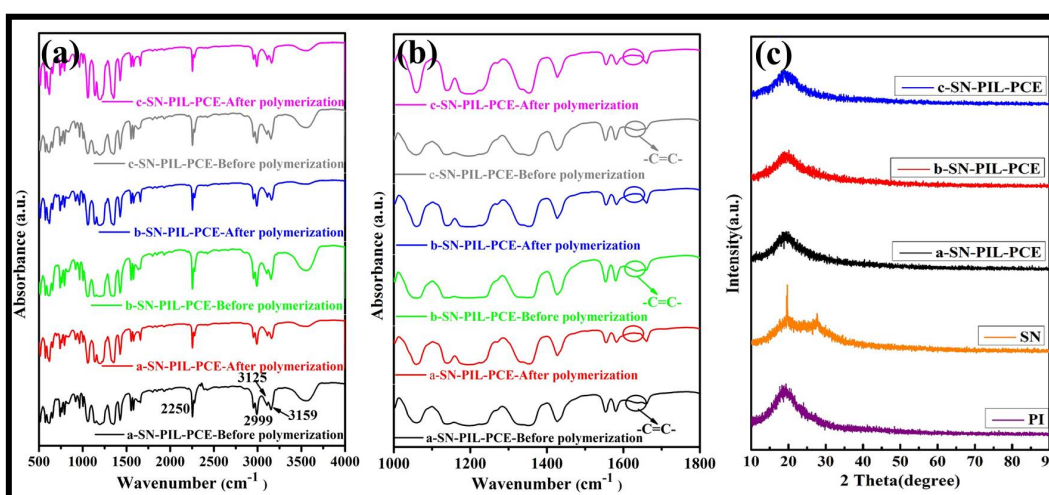 (a)
c-SN-PIL-PCE-After polymerization
c-SN-PIL-PCE-Before polymerization
b-SN-PIL-PCE-After polymerization
b-SN-PIL-PCE-Before polymerization
a-SN-PIL-PCE-After polymerization
3125
2250
2999
3159
a-SN-PIL-PCE-Before polymerization
500 1000 1500 2000 2500 3000 3500 4000
Wavenumber (cm-1)
Absorbance (a.u.)
(b)
c-SN-PIL-PCE-After polymerization
-C=C-
c-SN-PIL-PCE-Before polymerization
b-SN-PIL-PCE-After polymerization
-C=C-
b-SN-PIL-PCE-Before polymerization
a-SN-PIL-PCE-After polymerization
-C=C-
a-SN-PIL-PCE-Before polymerization
1000 1200 1400 1600 1800
Wavenumber (cm-1)
Absorbance (a.u.)
(c)
c-SN-PIL-PCE
b-SN-PIL-PCE
a-SN-PIL-PCE
SN
PI
10 20 30 40 50 60 70 80 9
2 Theta(degree)
Intensity(a.u.)